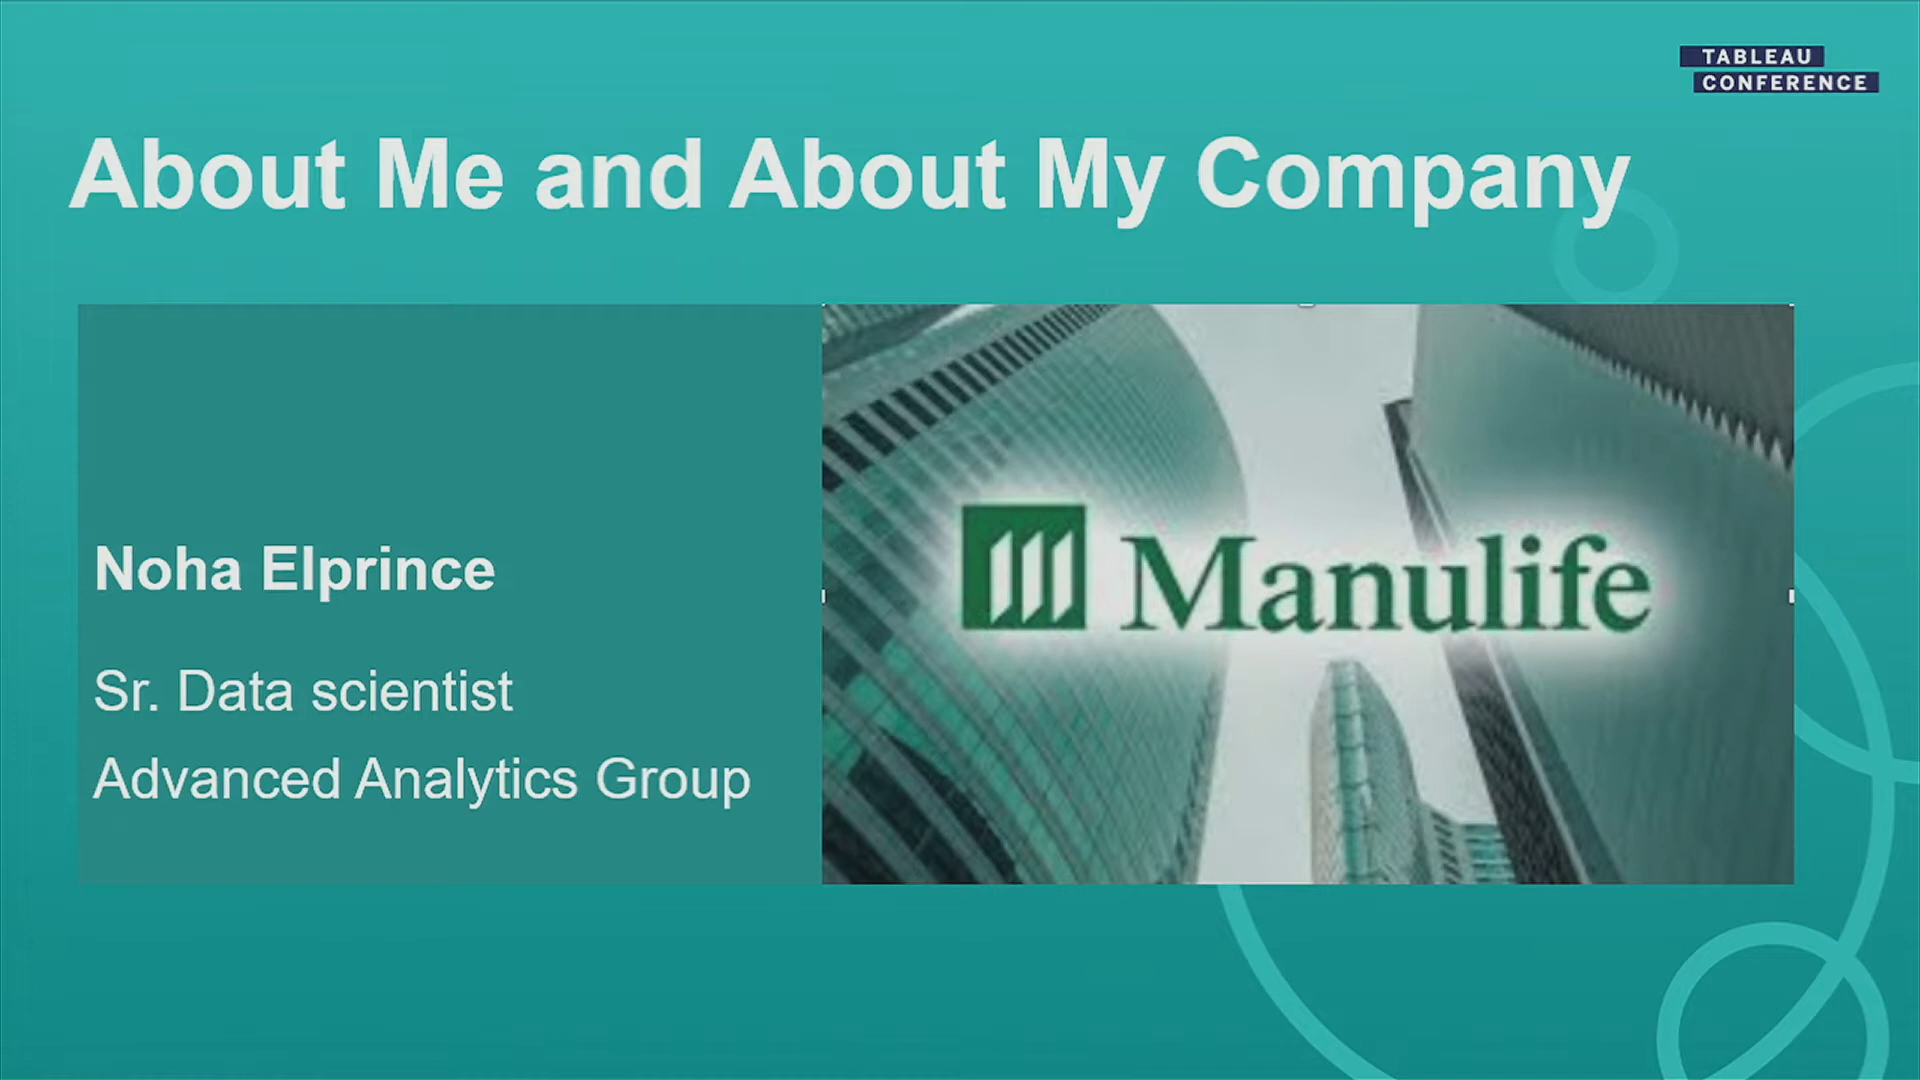 TABLEAU
CONFERENCE
About Me and About My Company
Noha Elprince
Sr. Data scientist
Advanced Analytics Group
Manulife